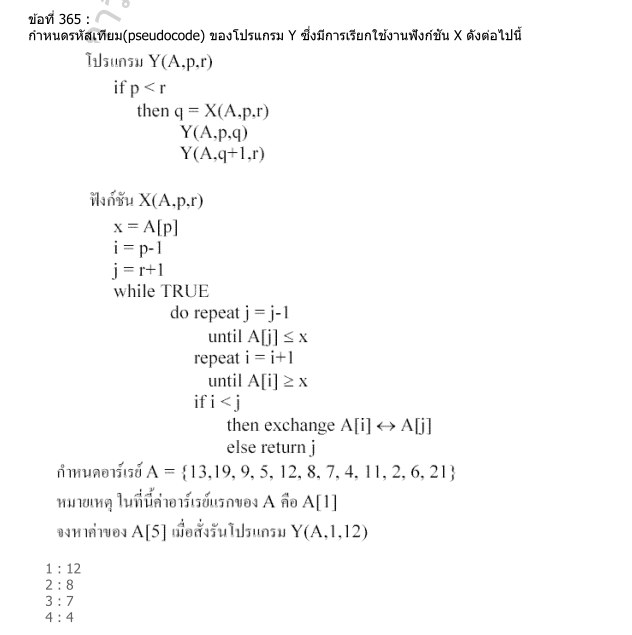 ข้อที่ 365 :
กำหนดรหัสเทียม(pseudocode) ของโปรแกรม Y ซึ่งมีการเรียกใช้งานฟังก์ชัน X ดังต่อไปนี้
โปรแกรม Y(A,p,r)
if p < r
then q = X(A,p,r)
Y(A,p,q)
Y(A,q+1,r)
ฟังก์ชัน X(A,p,r)
x = A[p]
i = p-1
j = r+1
while TRUE
do repeat j = j-1
until A[j] ≤ x
repeat i = i+1
until A[i] ≥ x
if i < j
then exchange A[i] ↔ A[j]
else return j
กำหนดอาร์เรย์ A = {13,19, 9, 5, 12, 8, 7, 4, 11, 2, 6, 21}
หมายเหตุ ในที่นี้ค่าอาร์เรย์แรกของ A คือ A[1]
จงหาค่าของ A[5] เมื่อสั่งรันโปรแกรม Y(A,1,12)
1 : 12
2 : 8
3 : 7
4 : 4